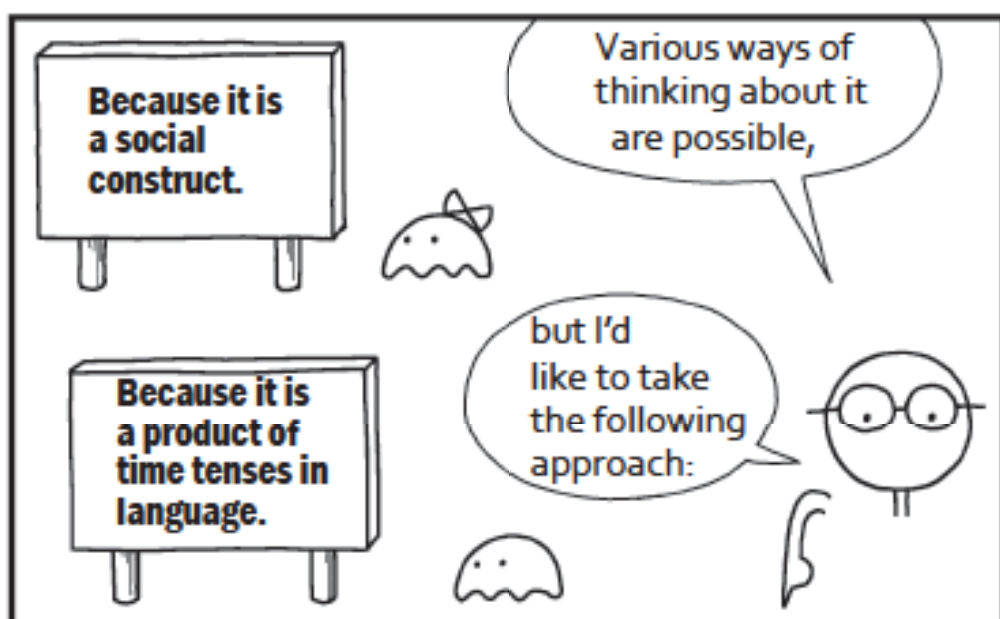 Because it is
a social
construct.
Various ways of
thinking about it
are possible,
but I'd
like to take
the following
approach:
Because it is
a product of
time tenses in
language.